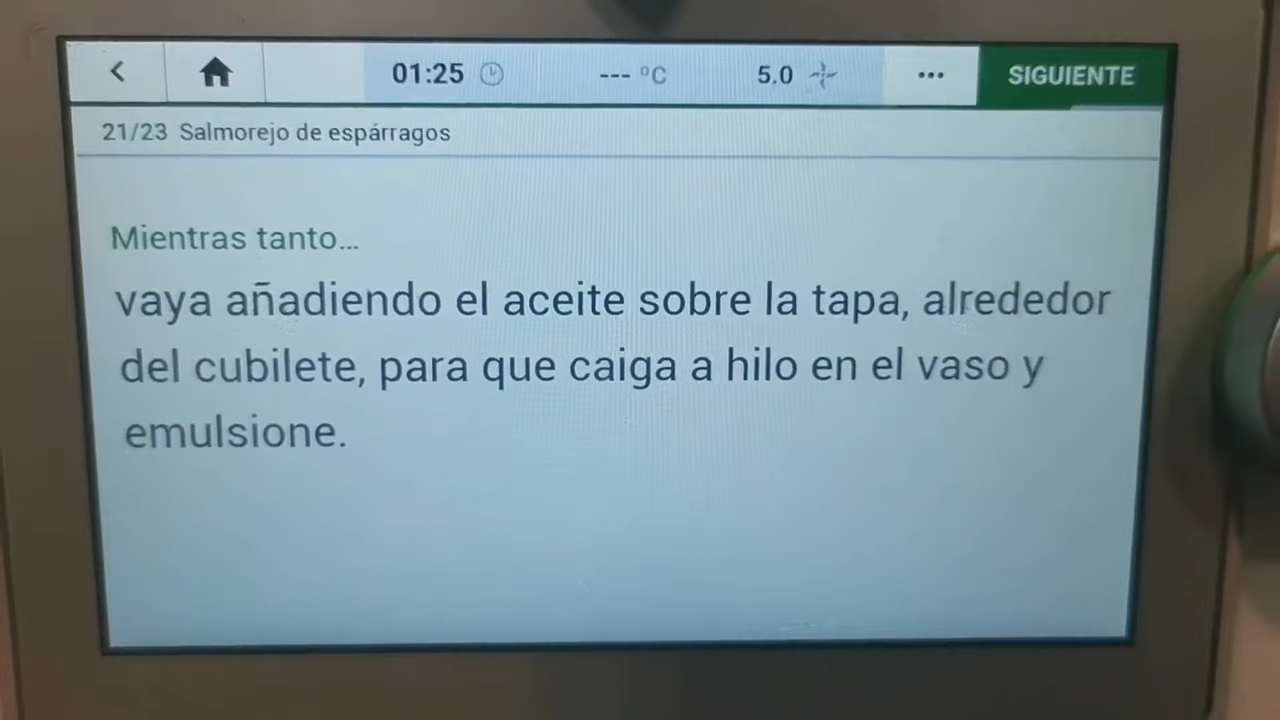 01:25 --- ºC 5.0 ... SIGUIENTE
21/23 Salmorejo de espárragos
Mientras tanto...
vaya añadiendo el aceite sobre la tapa, alrededor
del cubilete, para que caiga a hilo en el vaso y
emulsione.